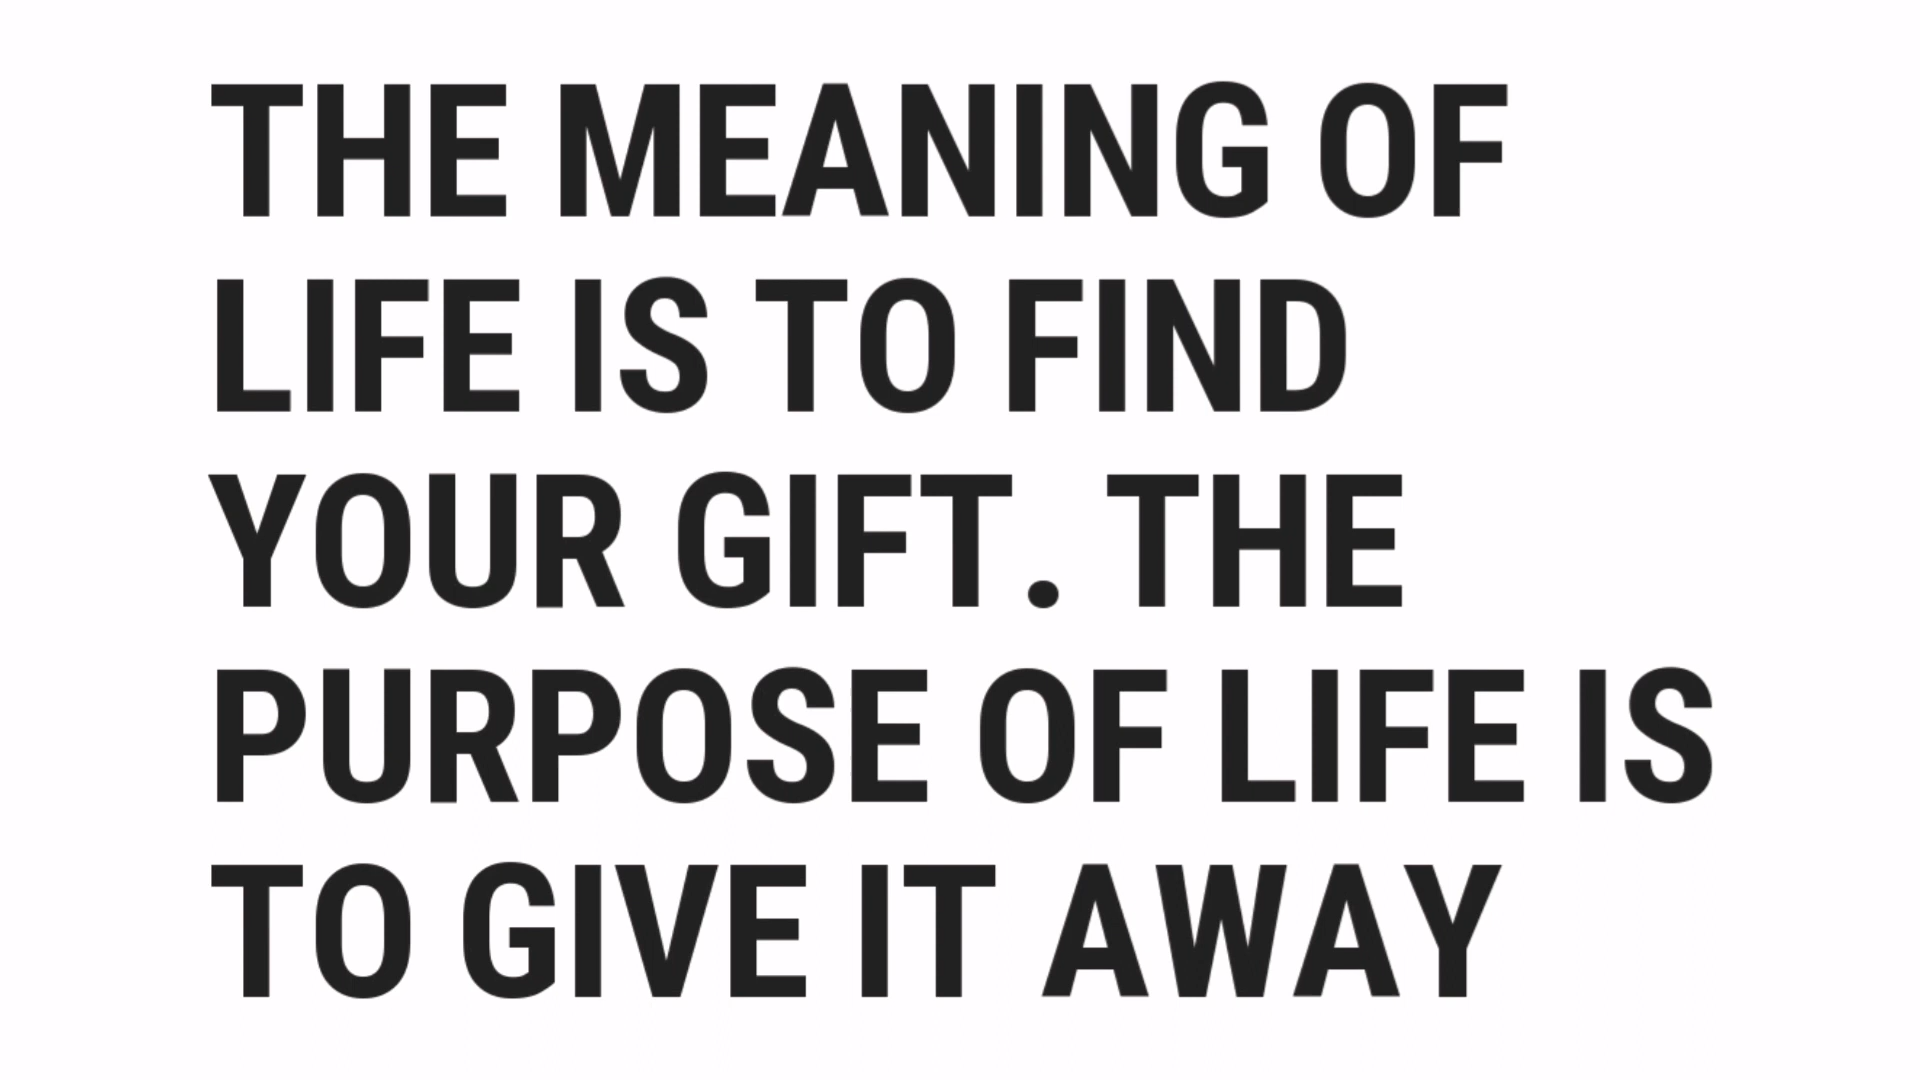 THE MEANING OF
LIFE IS TO FIND
YOUR GIFT. THE
PURPOSE OF LIFE IS
TO GIVE IT AWAY